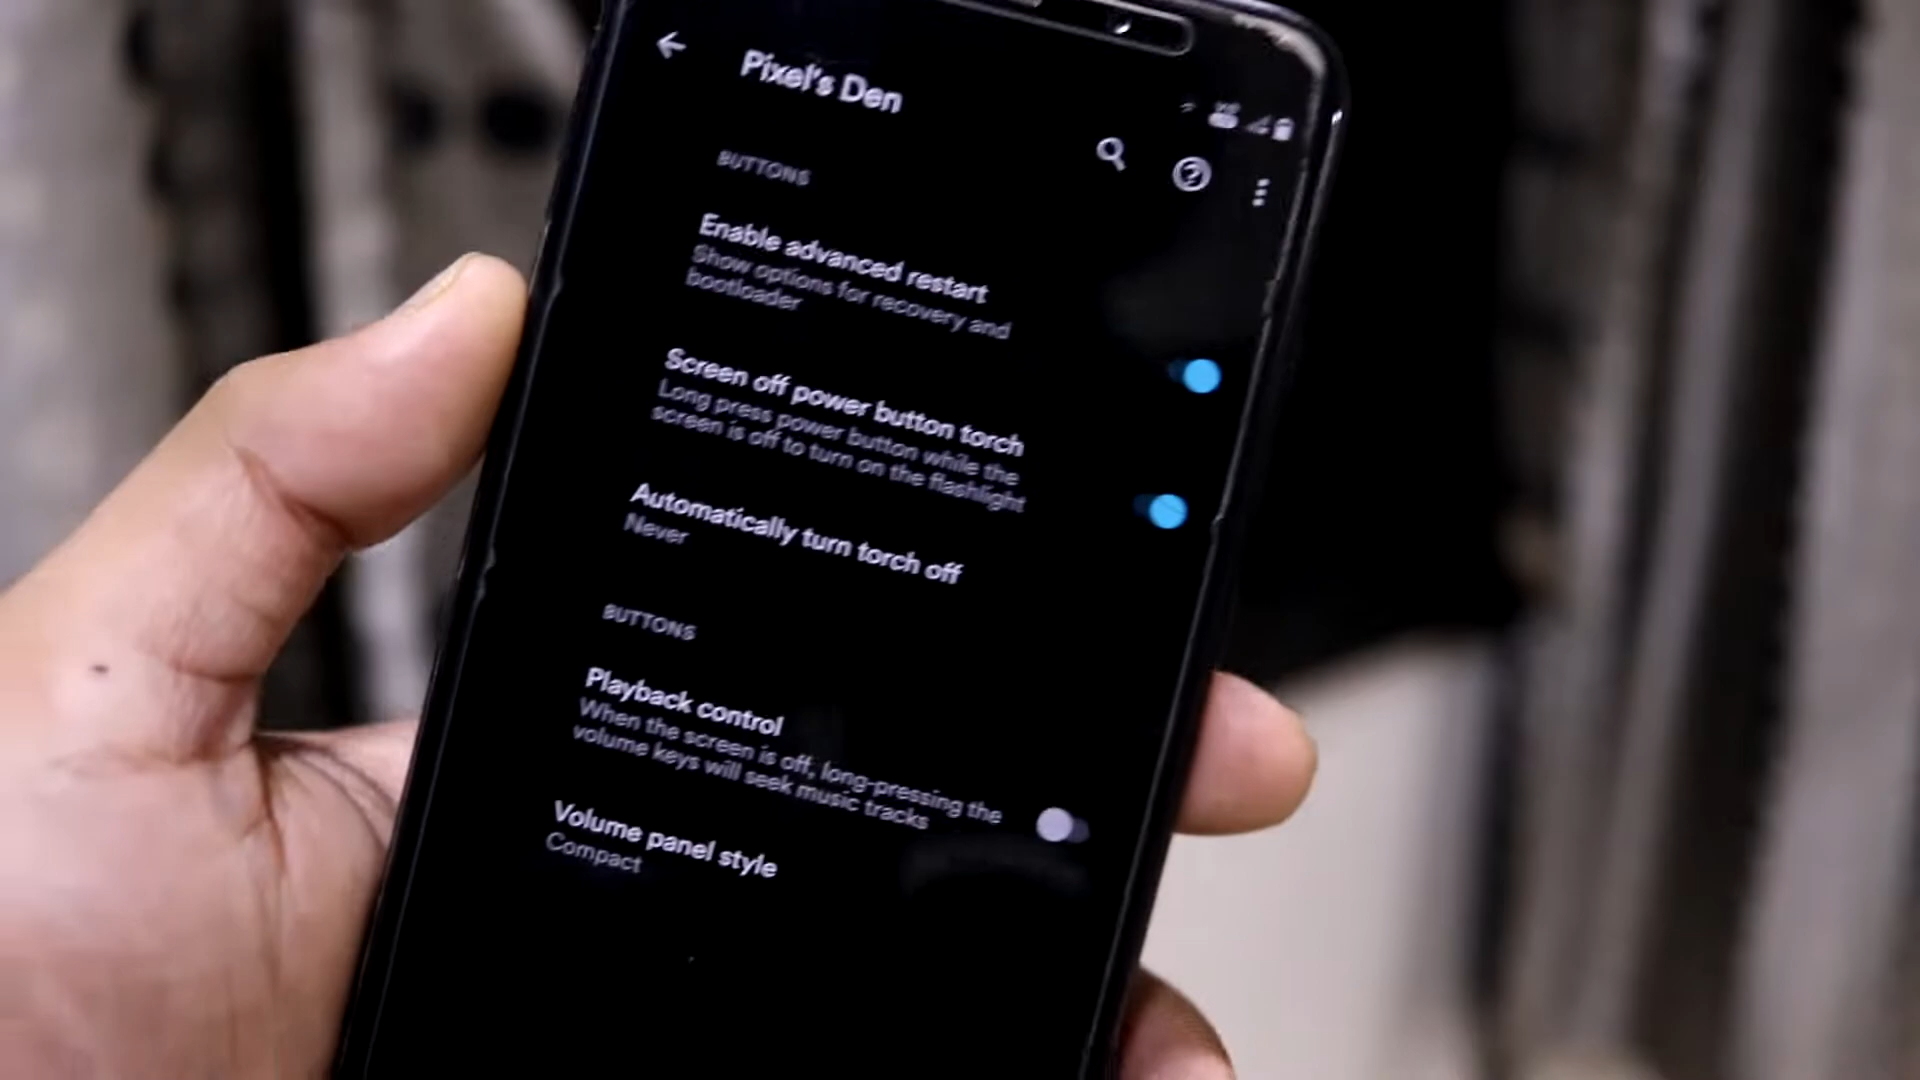 Pixel's Den
BUTTONS
Enable advanced restart
Show options for recovery and
bootloader
Screen off power button torch
Long press power button while the
screen is off to turn on the flashlight
Automatically turn torch off
Never
BUTTONS
Playback control
When the screen is off, long-pressing the
volume keys will seek music tracks
Volume panel style
Compact